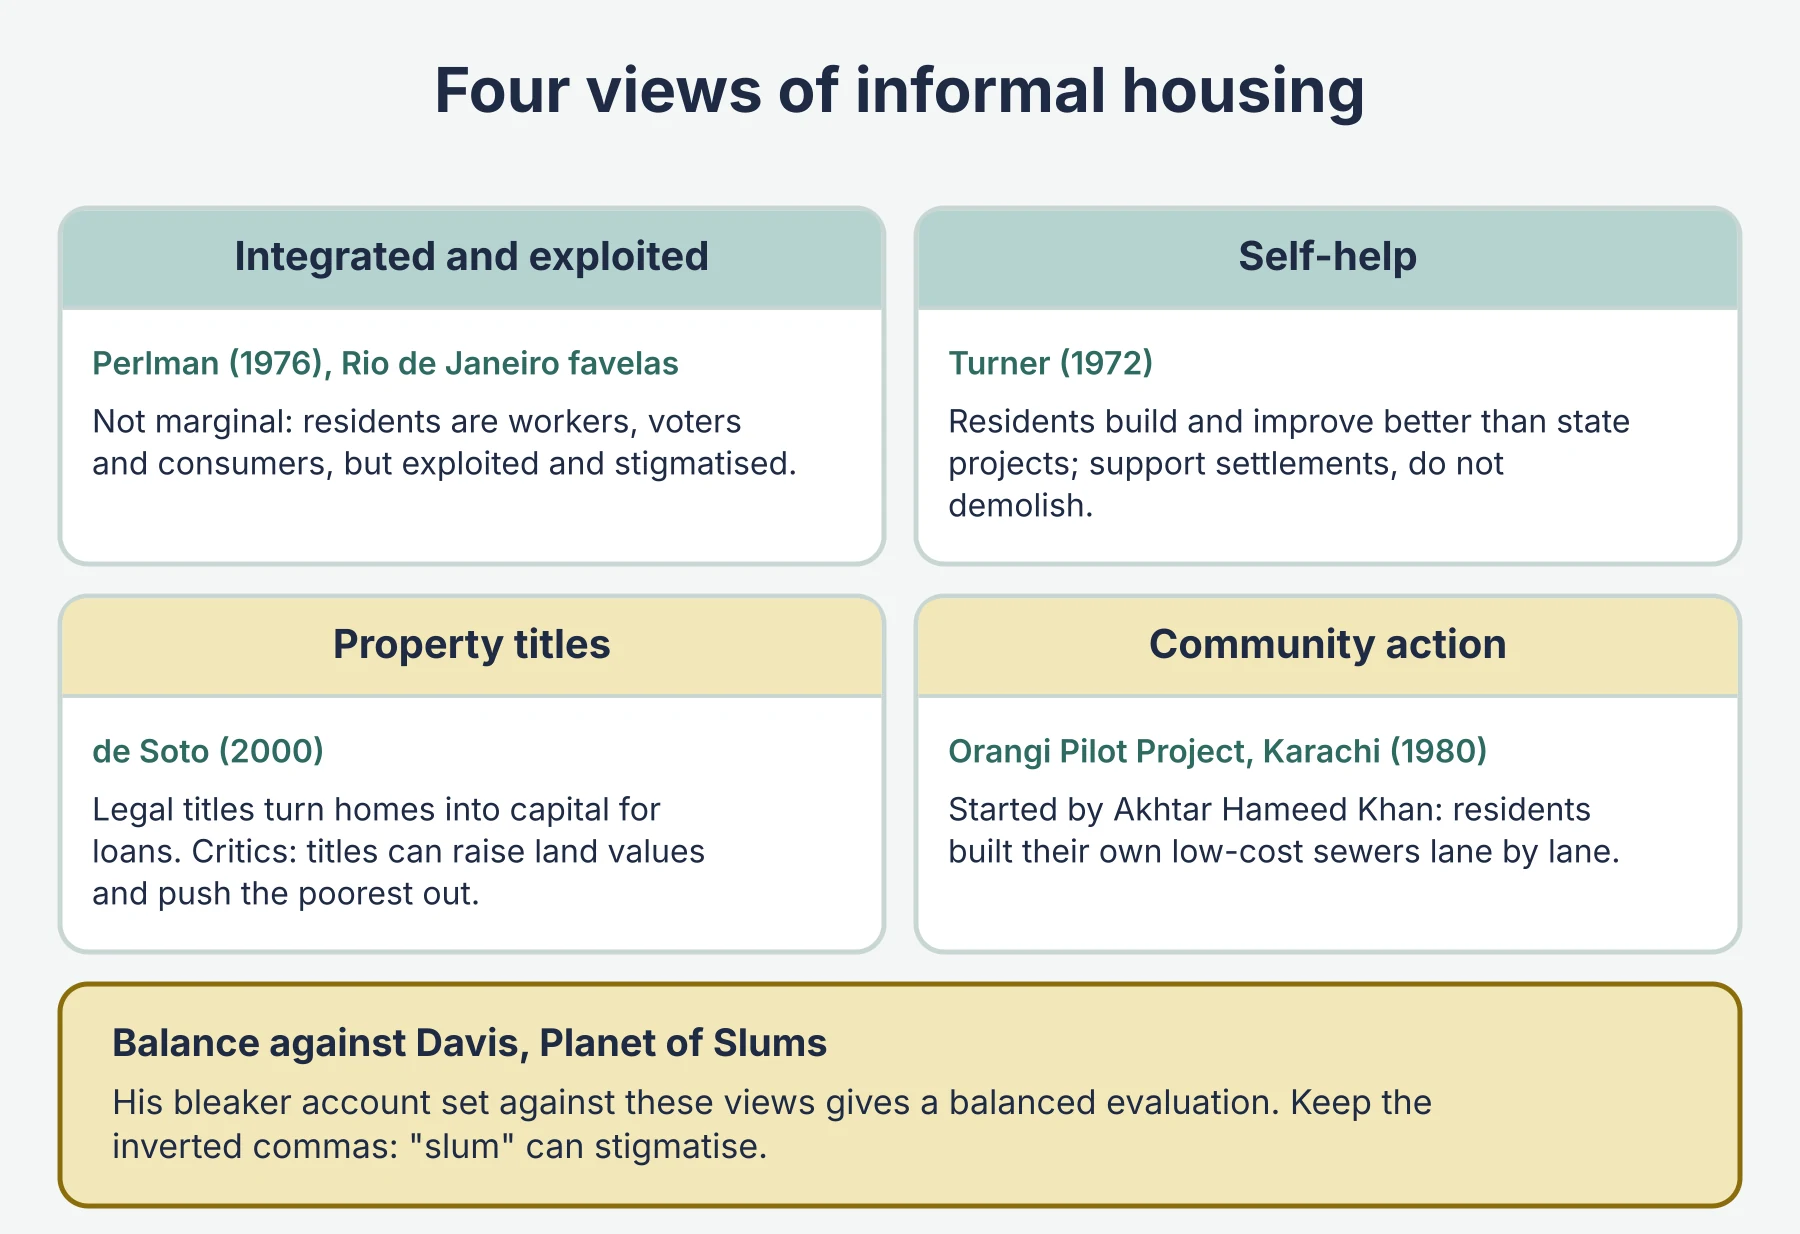 Four views of informal housing
Integrated and exploited
Perlman (1976), Rio de Janeiro favelas
Not marginal: residents are workers, voters
and consumers, but exploited and stigmatised.
Self-help
Turner (1972)
Residents build and improve better than state
projects; support settlements, do not
demolish.
Property titles
de Soto (2000)
Legal titles turn homes into capital for
loans. Critics: titles can raise land values
and push the poorest out.
Community action
Orangi Pilot Project, Karachi (1980)
Started by Akhtar Hameed Khan: residents
built their own low-cost sewers lane by lane.
Balance against Davis, Planet of Slums
His bleaker account set against these views gives a balanced evaluation. Keep the
inverted commas: "slum" can stigmatise.